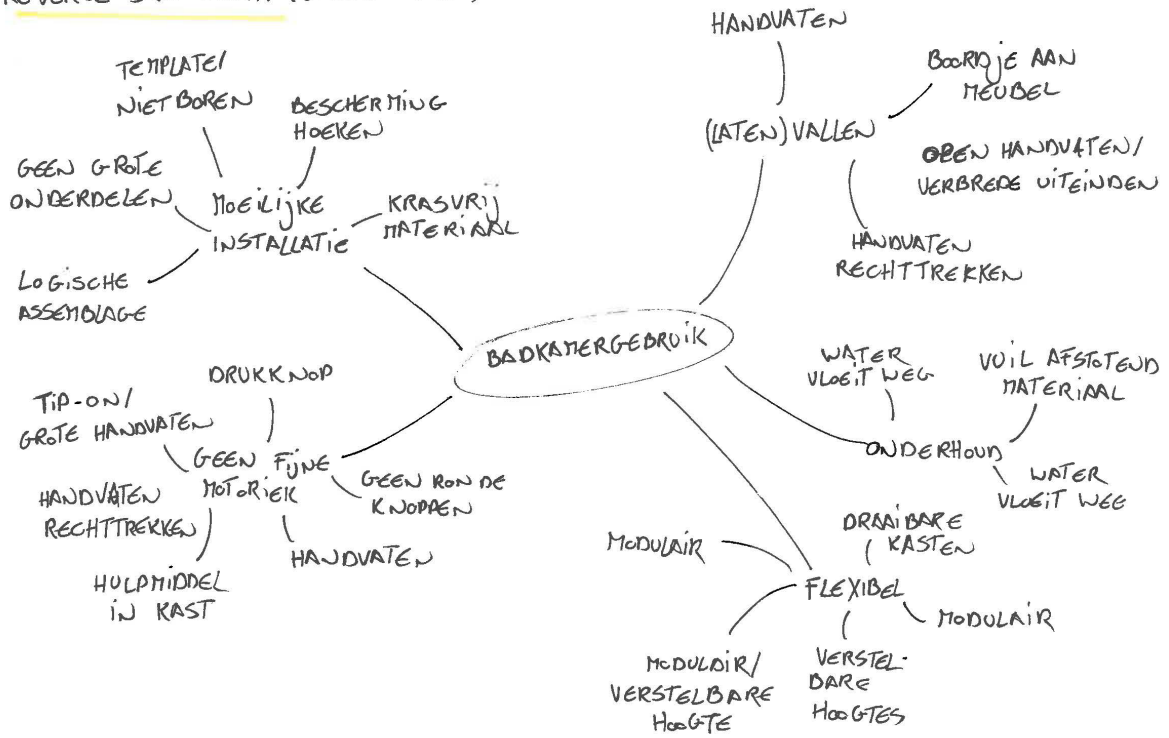 REVERSE
HANDVATEN
BOORDJE AAN
MEUBEL
(LATEN) VALLEN
OPEN HANDVATEN/
VERBREDE UITEINDEN
HANDVATEN
RECHTTREKKEN
TEMPLATE/
NIET BOREN
BESCHERMING
HOEKEN
GEEN GROTE
ONDERDELEN
MOEILIJKE
INSTALLATIE
KRASVRIJ
MATERIAAL
LOGISCHE
ASSEMBLAGE
BADKAMERGEBRUIK
DRUKKNOP
TIP-ON/
GROTE HANDVATEN
GEEN FIJNE
MOTORIEK
GEEN RONDE
KNOPPEN
HANDVATEN
RECHTTREKKEN
HANDVATEN
HULPMIDDEL
IN KAST
WATER
VLOEIT WEG
VUIL AFSTOTEND
MATERIAAL
ONDERHOUD
WATER
VLOEIT WEG
DRAAIBARE
KASTEN
MODULAIR
FLEXIBEL
MODULAIR
MODULAIR/
VERSTELBARE
HOOGTE
VERSTEL-
BARE
HOOGTES